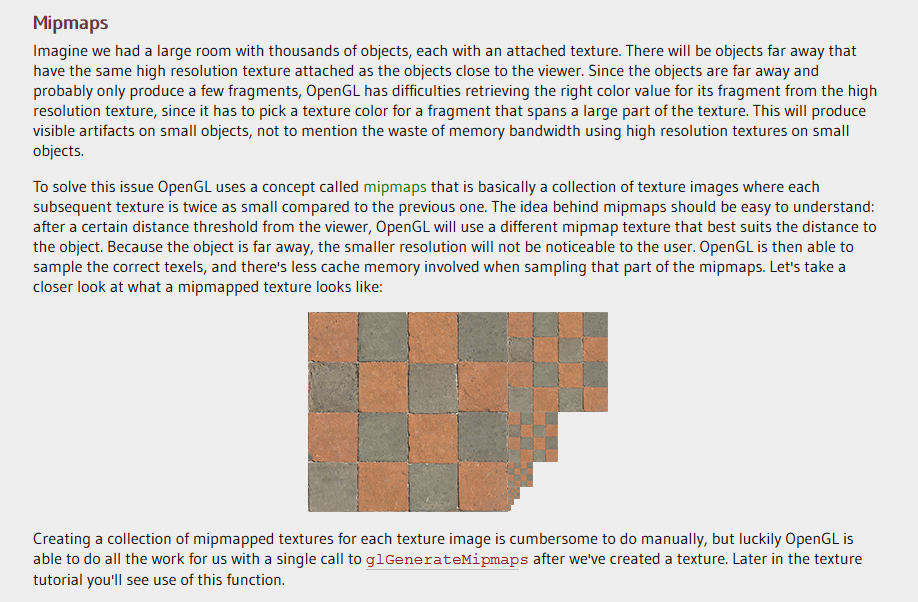 Mipmaps
Imagine we had a large room with thousands of objects, each with an attached texture. There will be objects far away that
have the same high resolution texture attached as the objects close to the viewer. Since the objects are far away and
probably only produce a few fragments, OpenGL has difficulties retrieving the right color value for its fragment from the high
resolution texture, since it has to pick a texture color for a fragment that spans a large part of the texture. This will produce
visible artifacts on small objects, not to mention the waste of memory bandwidth using high resolution textures on small
objects.
To solve this issue OpenGL uses a concept called mipmaps that is basically a collection of texture images where each
subsequent texture is twice as small compared to the previous one. The idea behind mipmaps should be easy to understand:
after a certain distance threshold from the viewer, OpenGL will use a different mipmap texture that best suits the distance to
the object. Because the object is far away, the smaller resolution will not be noticeable to the user. OpenGL is then able to
sample the correct texels, and there's less cache memory involved when sampling that part of the mipmaps. Let's take a
closer look at what a mipmapped texture looks like:
Creating a collection of mipmapped textures for each texture image is cumbersome to do manually, but luckily OpenGL is
able to do all the work for us with a single call to glGenerateMipmaps after we've created a texture. Later in the texture
tutorial you'll see use of this function.